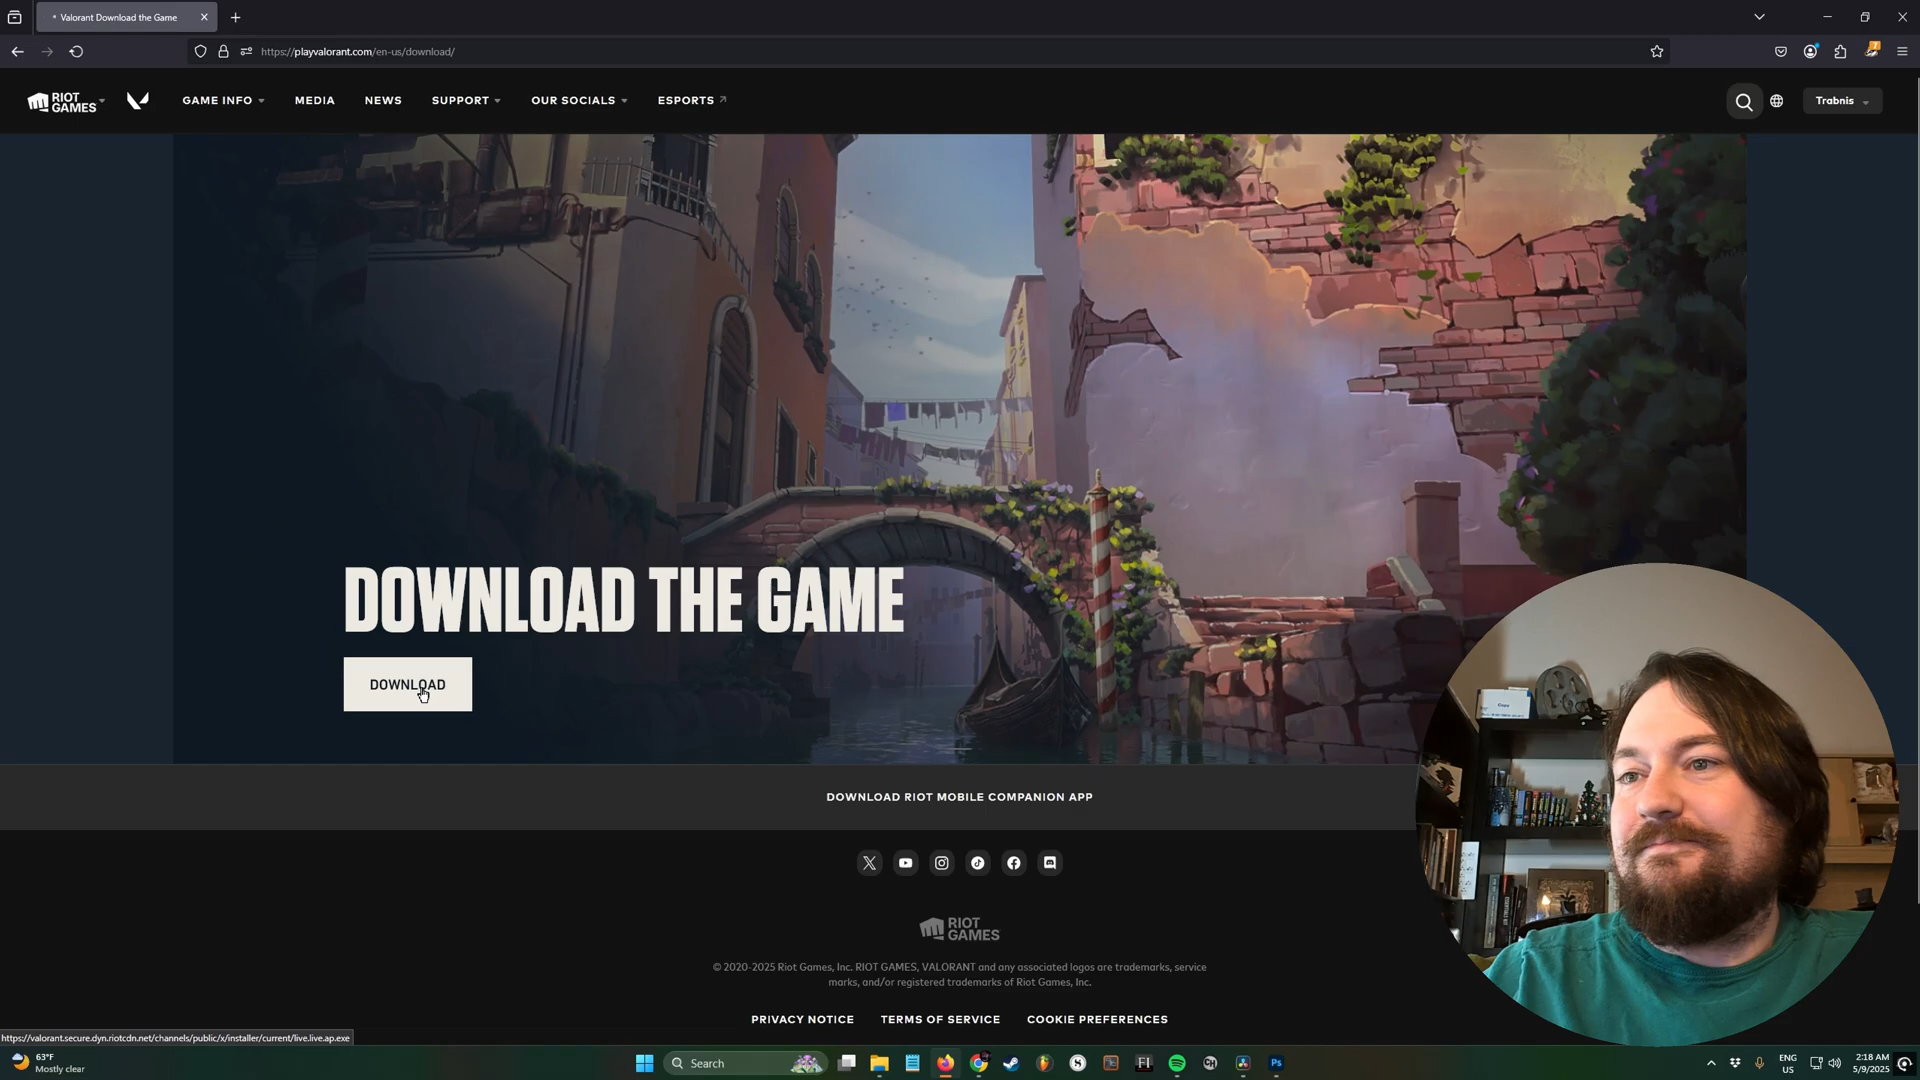 Valorant Download the Game
https://playvalorant.com/en-us/download/
RIOT GAMES
GAME INFO
MEDIA
NEWS
SUPPORT
OUR SOCIALS
ESPORTS
Trabnis
DOWNLOAD THE GAME
DOWNLOAD
DOWNLOAD RIOT MOBILE COMPANION APP
RIOT GAMES
© 2020-2025 Riot Games, Inc. RIOT GAMES, VALORANT and any associated logos are trademarks, service
marks, and/or registered trademarks of Riot Games, Inc.
PRIVACY NOTICE
TERMS OF SERVICE
COOKIE PREFERENCES
https://valorant.secure.dyn.riotcdn.net/channels/public/x/installer/current/live.live.ap.exe
63°F
Mostly clear
Search
ENG
US
2:18 AM
5/9/2025